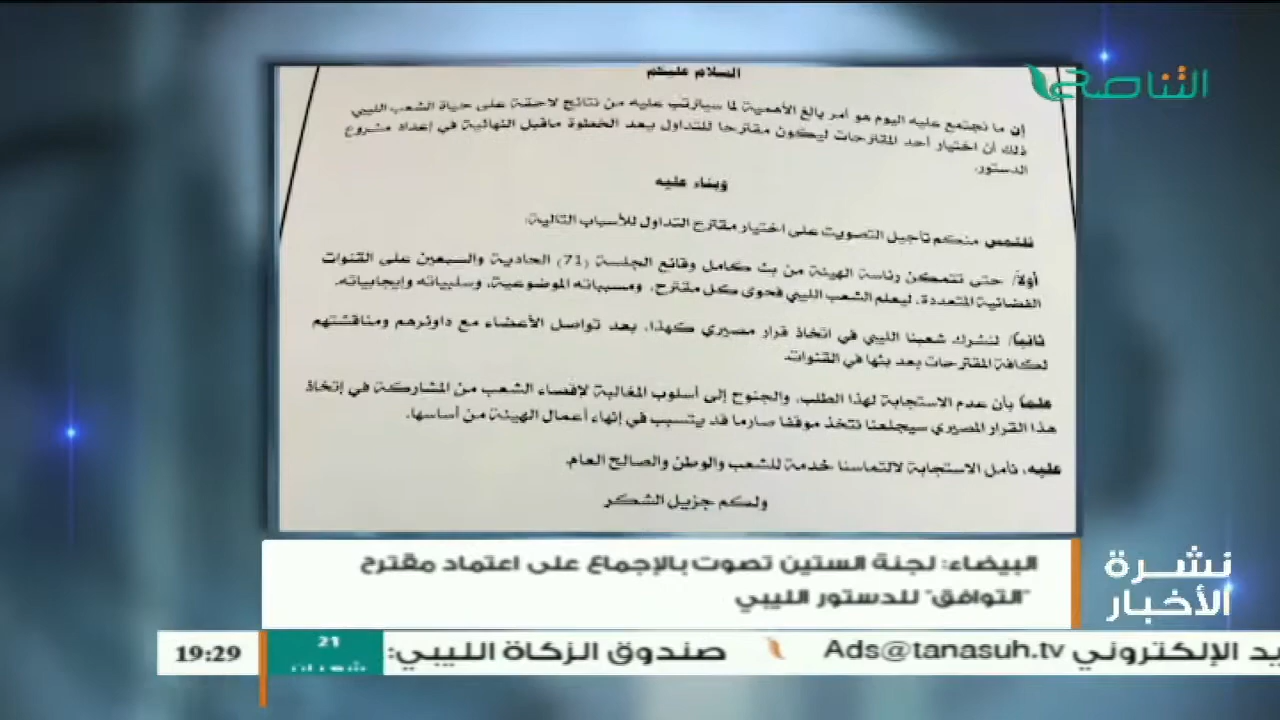 التناصح
السلام عليكم
إن ما نجتمع عليه اليوم هو أمر بالغ الأهمية لما سيترتب عليه من نتائج لاحقة على حياة الشعب الليبي
ذلك أن اختيار أحد المقترحات ليكون مقترحا للتداول يعد الخطوة ماقبل النهائية في إعداد مشروع
الدستور.
وبناء عليه
نلتمس منكم تأجيل التصويت على اختيار مقترح التداول للأسباب التالية:
أولاً/ حتى تتمكن رئاسة الهيئة من بث كامل وقائع الجلسة (71) الحادية والسبعين على القنوات
الفضائية المتعددة، ليعلم الشعب الليبي فحوى كل مقترح، ومسبباته الموضوعية، وسلبياته وإيجابياته.
ثانياً/ لنشرك شعبنا الليبي في اتخاذ قرار مصيري كهذا، بعد تواصل الأعضاء مع دوائرهم ومناقشتهم
لكافة المقترحات بعد بثها في القنوات.
علماً بأن عدم الاستجابة لهذا الطلب، والجنوح إلى أسلوب المغالبة لإقصاء الشعب من المشاركة في إتخاذ
هذا القرار المصيري سيجلعنا نتخذ موقفا صارما قد يتسبب في إنهاء أعمال الهيئة من أساسها.
عليه، نأمل الاستجابة لالتماسنا خدمة للشعب والوطن والصالح العام.
ولكم جزيل الشكر
البيضاء: لجنة الستين تصوت بالإجماع على اعتماد مقترح
"التوافق" للدستور الليبي
نشرة
الأخبار
يد الإلكتروني Ads@tanasuh.tv صندوق الزكاة الليبي:
21
شعبان
19:29